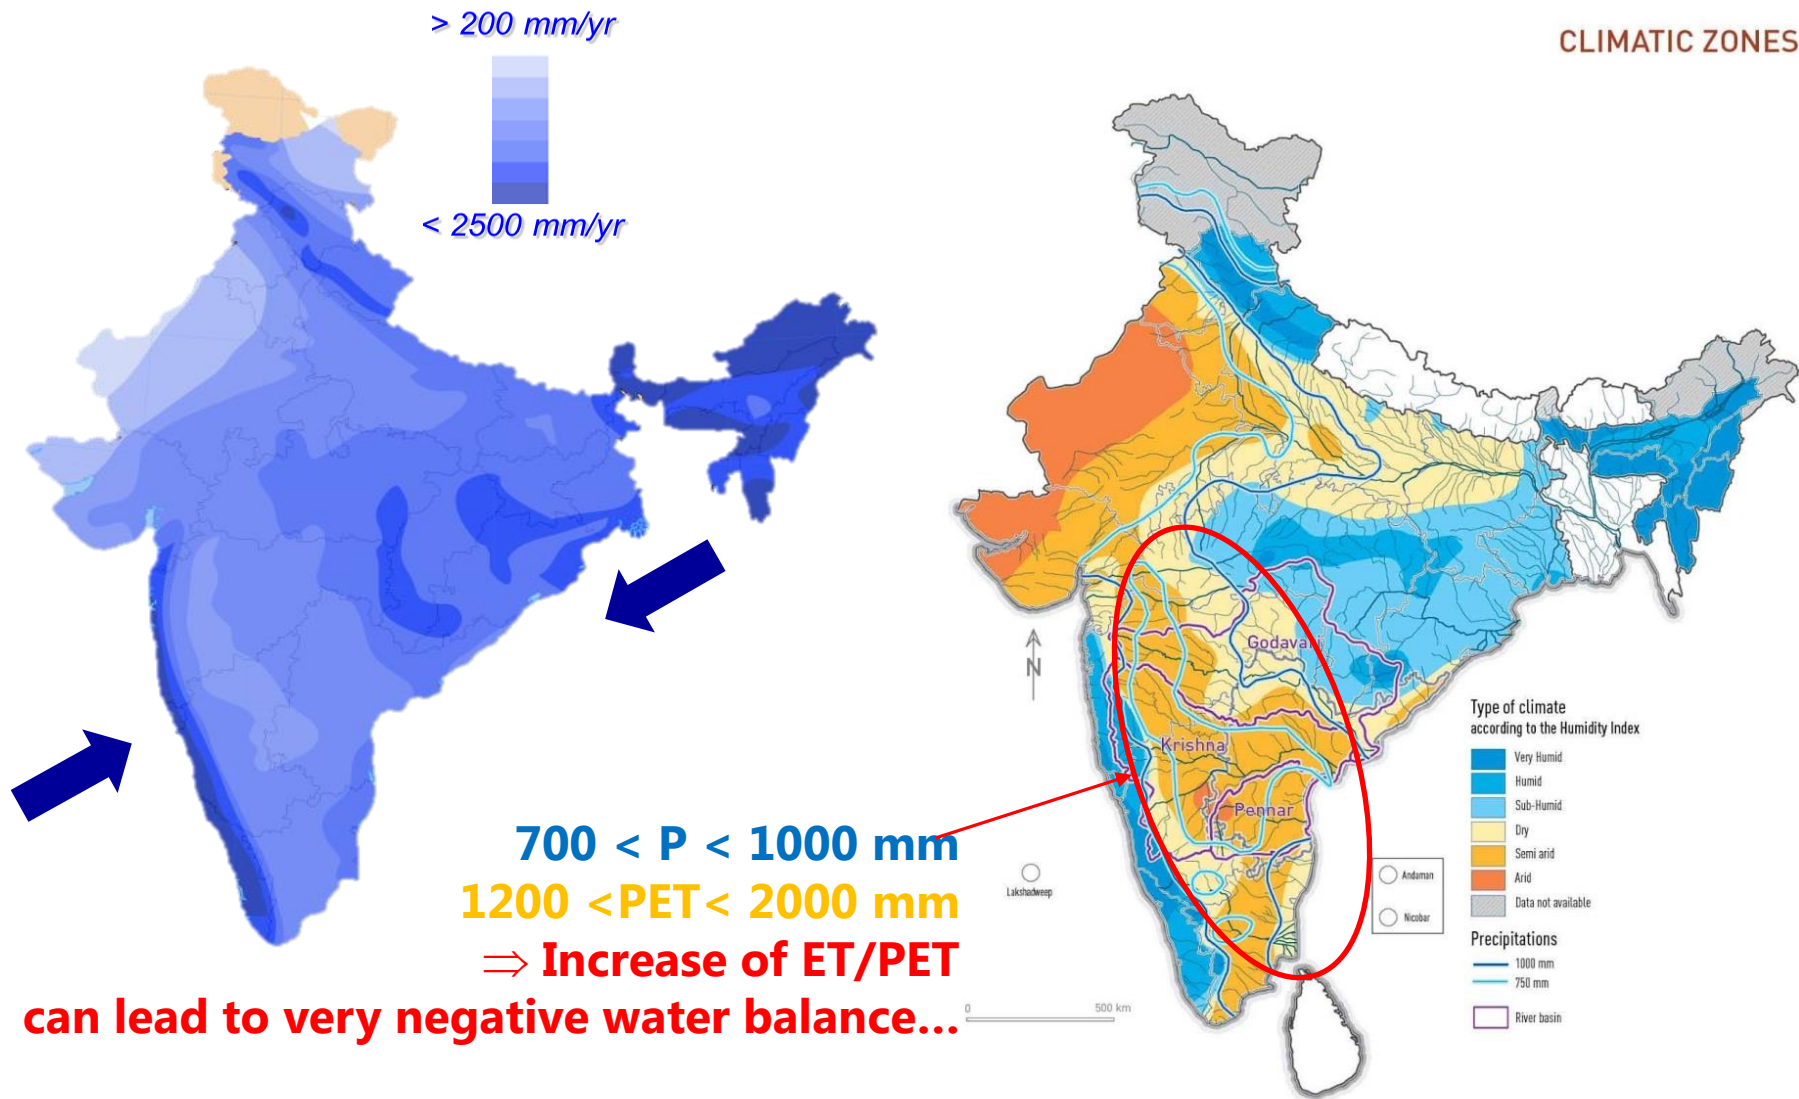 > 200 mm/yr
< 2500 mm/yr
CLIMATIC ZONES
N
Godavari
Krishna
Pennar
Lakshadweep
Andaman
Nicobar
0 500 km
Type of climate
according to the Humidity Index
Very Humid
Humid
Sub-Humid
Dry
Semi arid
Arid
Data not available
Precipitations
1000 mm
750 mm
River basin
700 < P < 1000 mm
1200 <PET< 2000 mm
⇒ Increase of ET/PET
can lead to very negative water balance...